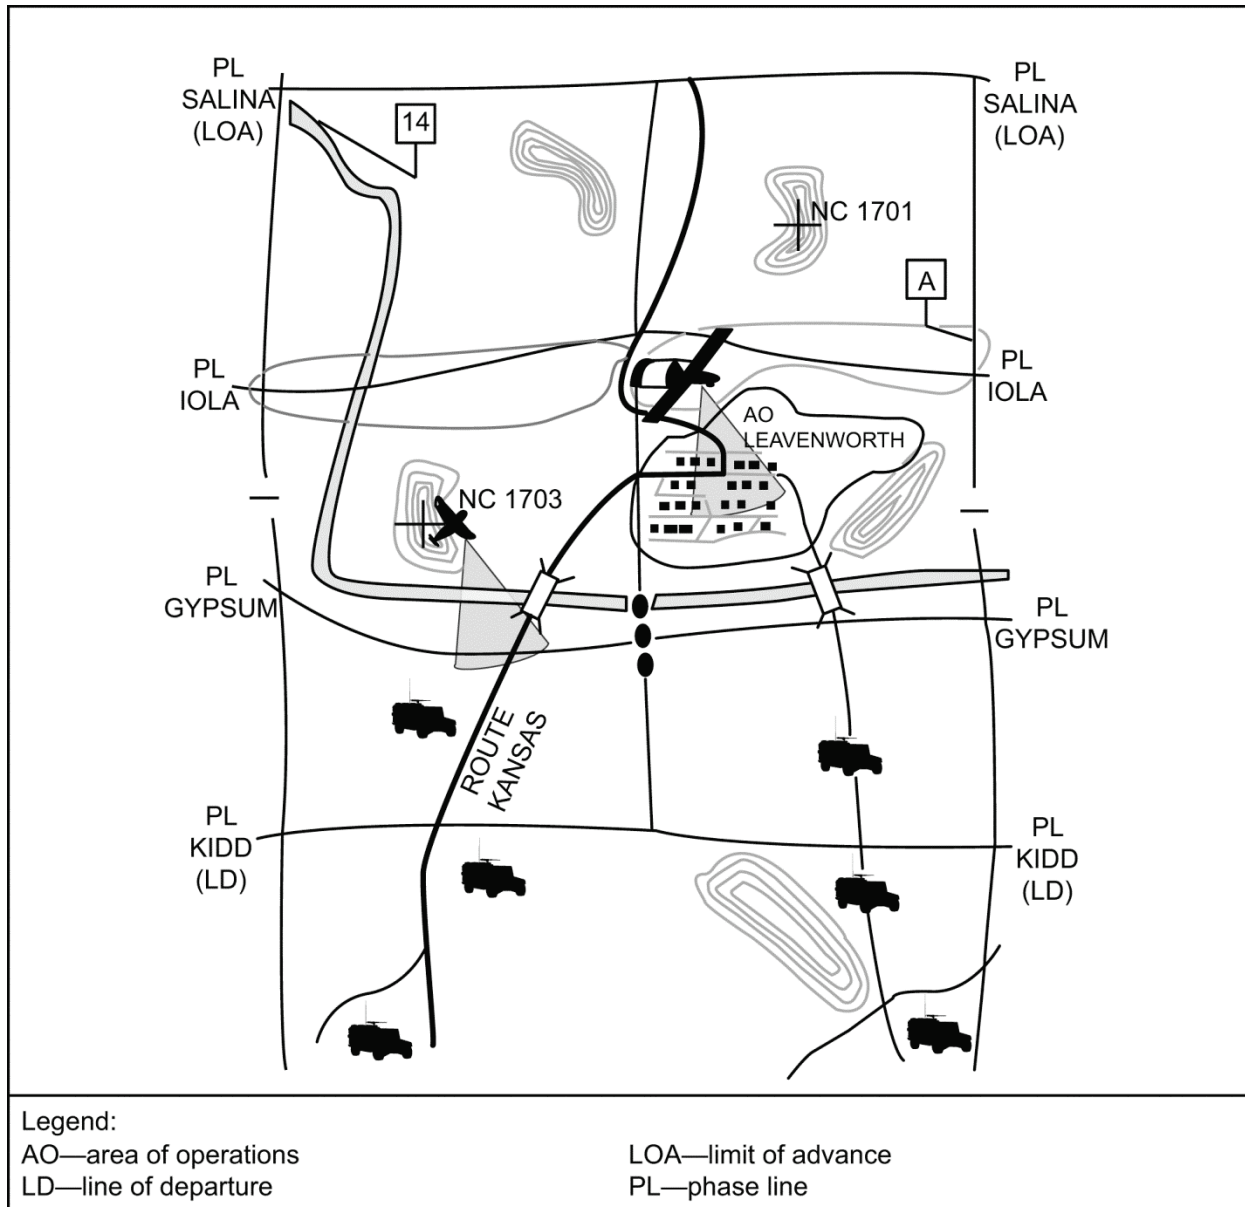 PL
SALINA
(LOA)
PL
SALINA
(LOA)
14
NC 1701
A
PL
IOLA
PL
IOLA
AO
LEAVENWORTH
NC 1703
PL
GYPSUM
PL
GYPSUM
ROUTE
KANSAS
PL
KIDD
(LD)
PL
KIDD
(LD)
Legend:
AO—area of operations
LD—line of departure
LOA—limit of advance
PL—phase line